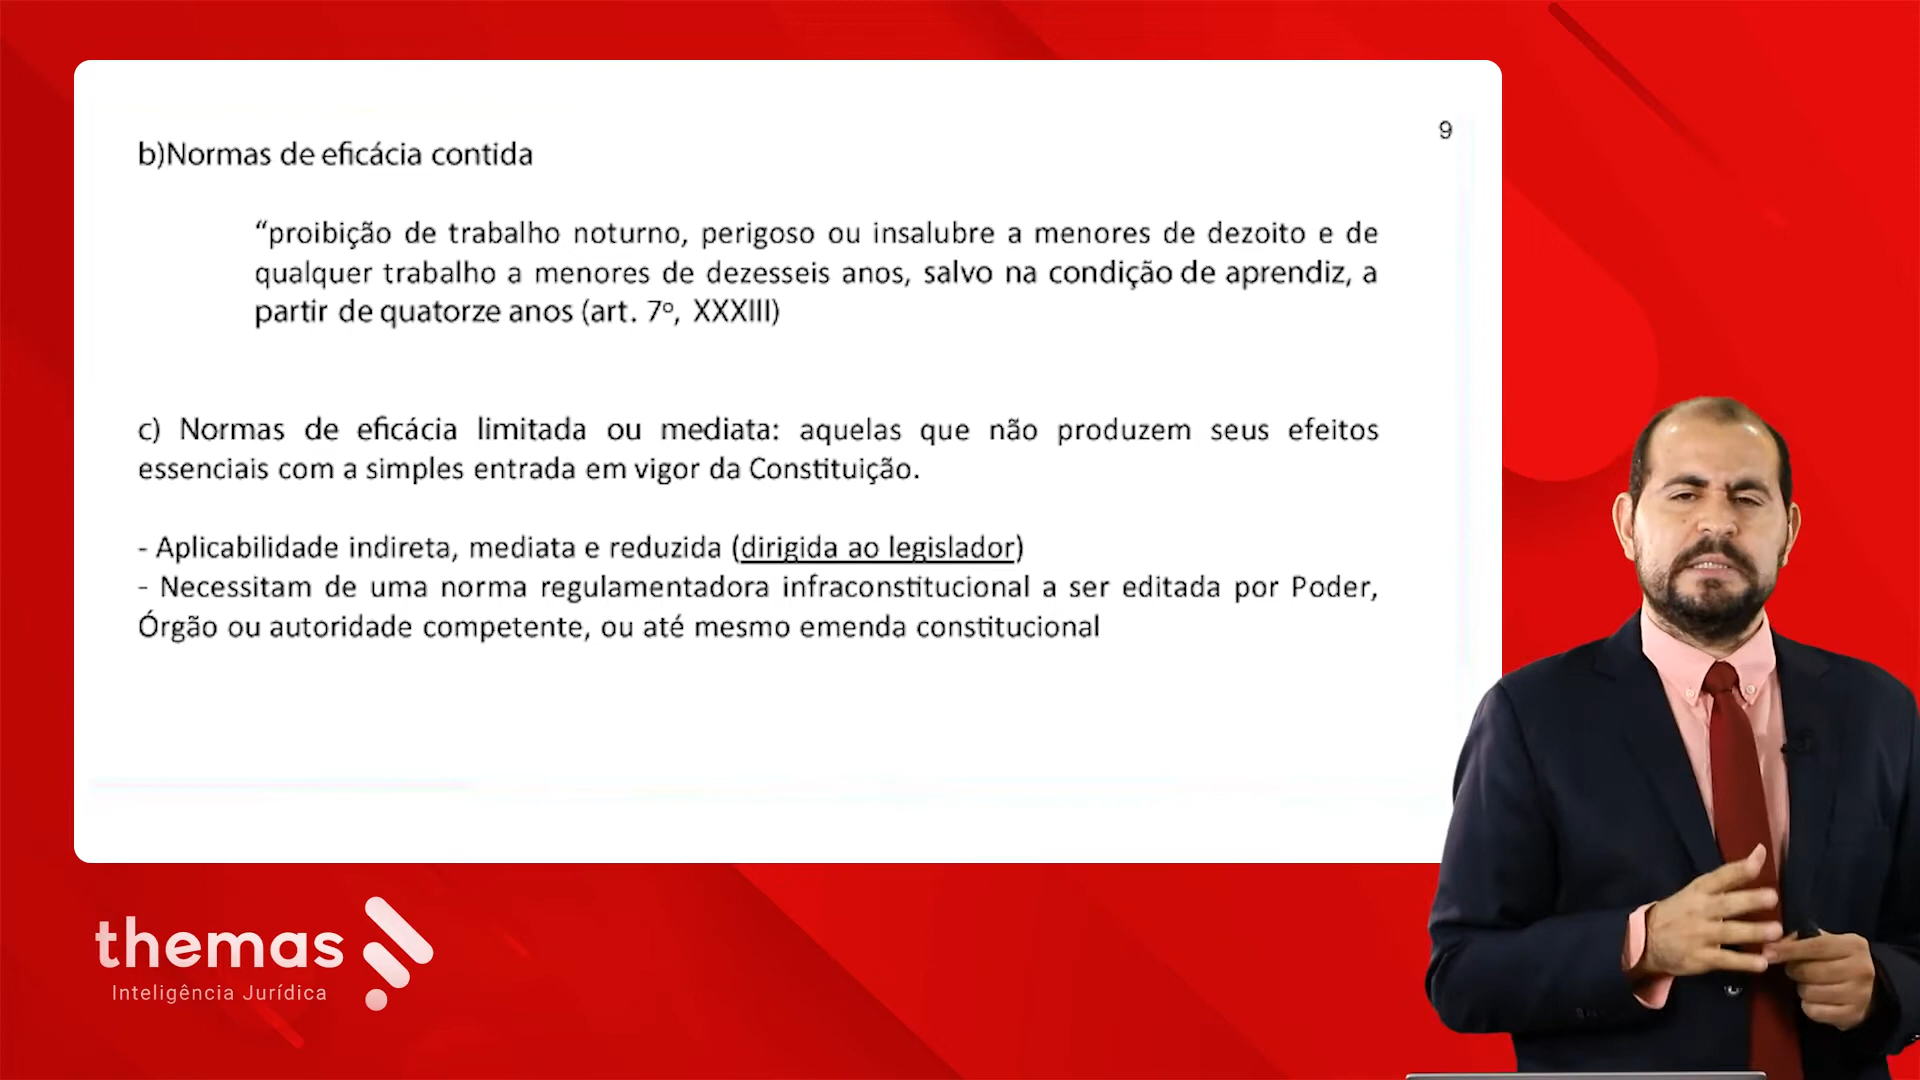 9
b)Normas de eficácia contida
“proibição de trabalho noturno, perigoso ou insalubre a menores de dezoito e de
qualquer trabalho a menores de dezesseis anos, salvo na condição de aprendiz, a
partir de quatorze anos (art. 7º, XXXIII)
c) Normas de eficácia limitada ou mediata: aquelas que não produzem seus efeitos
essenciais com a simples entrada em vigor da Constituição.
- Aplicabilidade indireta, mediata e reduzida (dirigida ao legislador)
- Necessitam de uma norma regulamentadora infraconstitucional a ser editada por Poder,
Órgão ou autoridade competente, ou até mesmo emenda constitucional
themas
Inteligência Jurídica